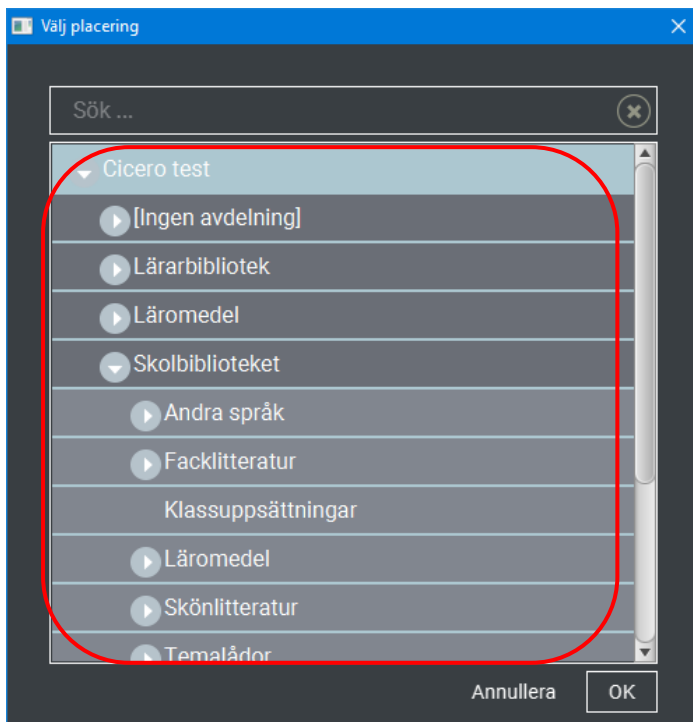 Välj placering
Sök ...
Cicero test
[Ingen avdelning]
Lärarbibliotek
Läromedel
Skolbiblioteket
Andra språk
Facklitteratur
Klassuppsättningar
Läromedel
Skönlitteratur
Temalådor
Annullera OK